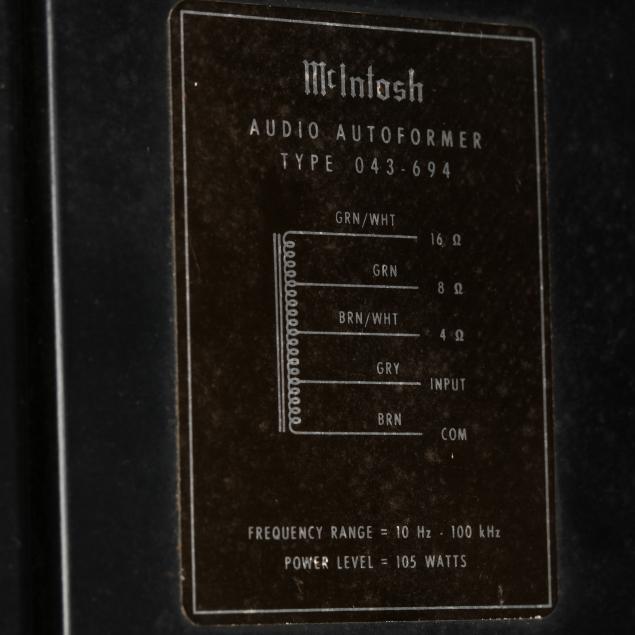 McIntosh
AUDIO AUTOFORMER
TYPE 043-694
GRN/WHT
16 Ω
GRN
8 Ω
BRN/WHT
4 Ω
GRY
INPUT
BRN
COM
FREQUENCY RANGE = 10 Hz - 100 kHz
POWER LEVEL = 105 WATTS